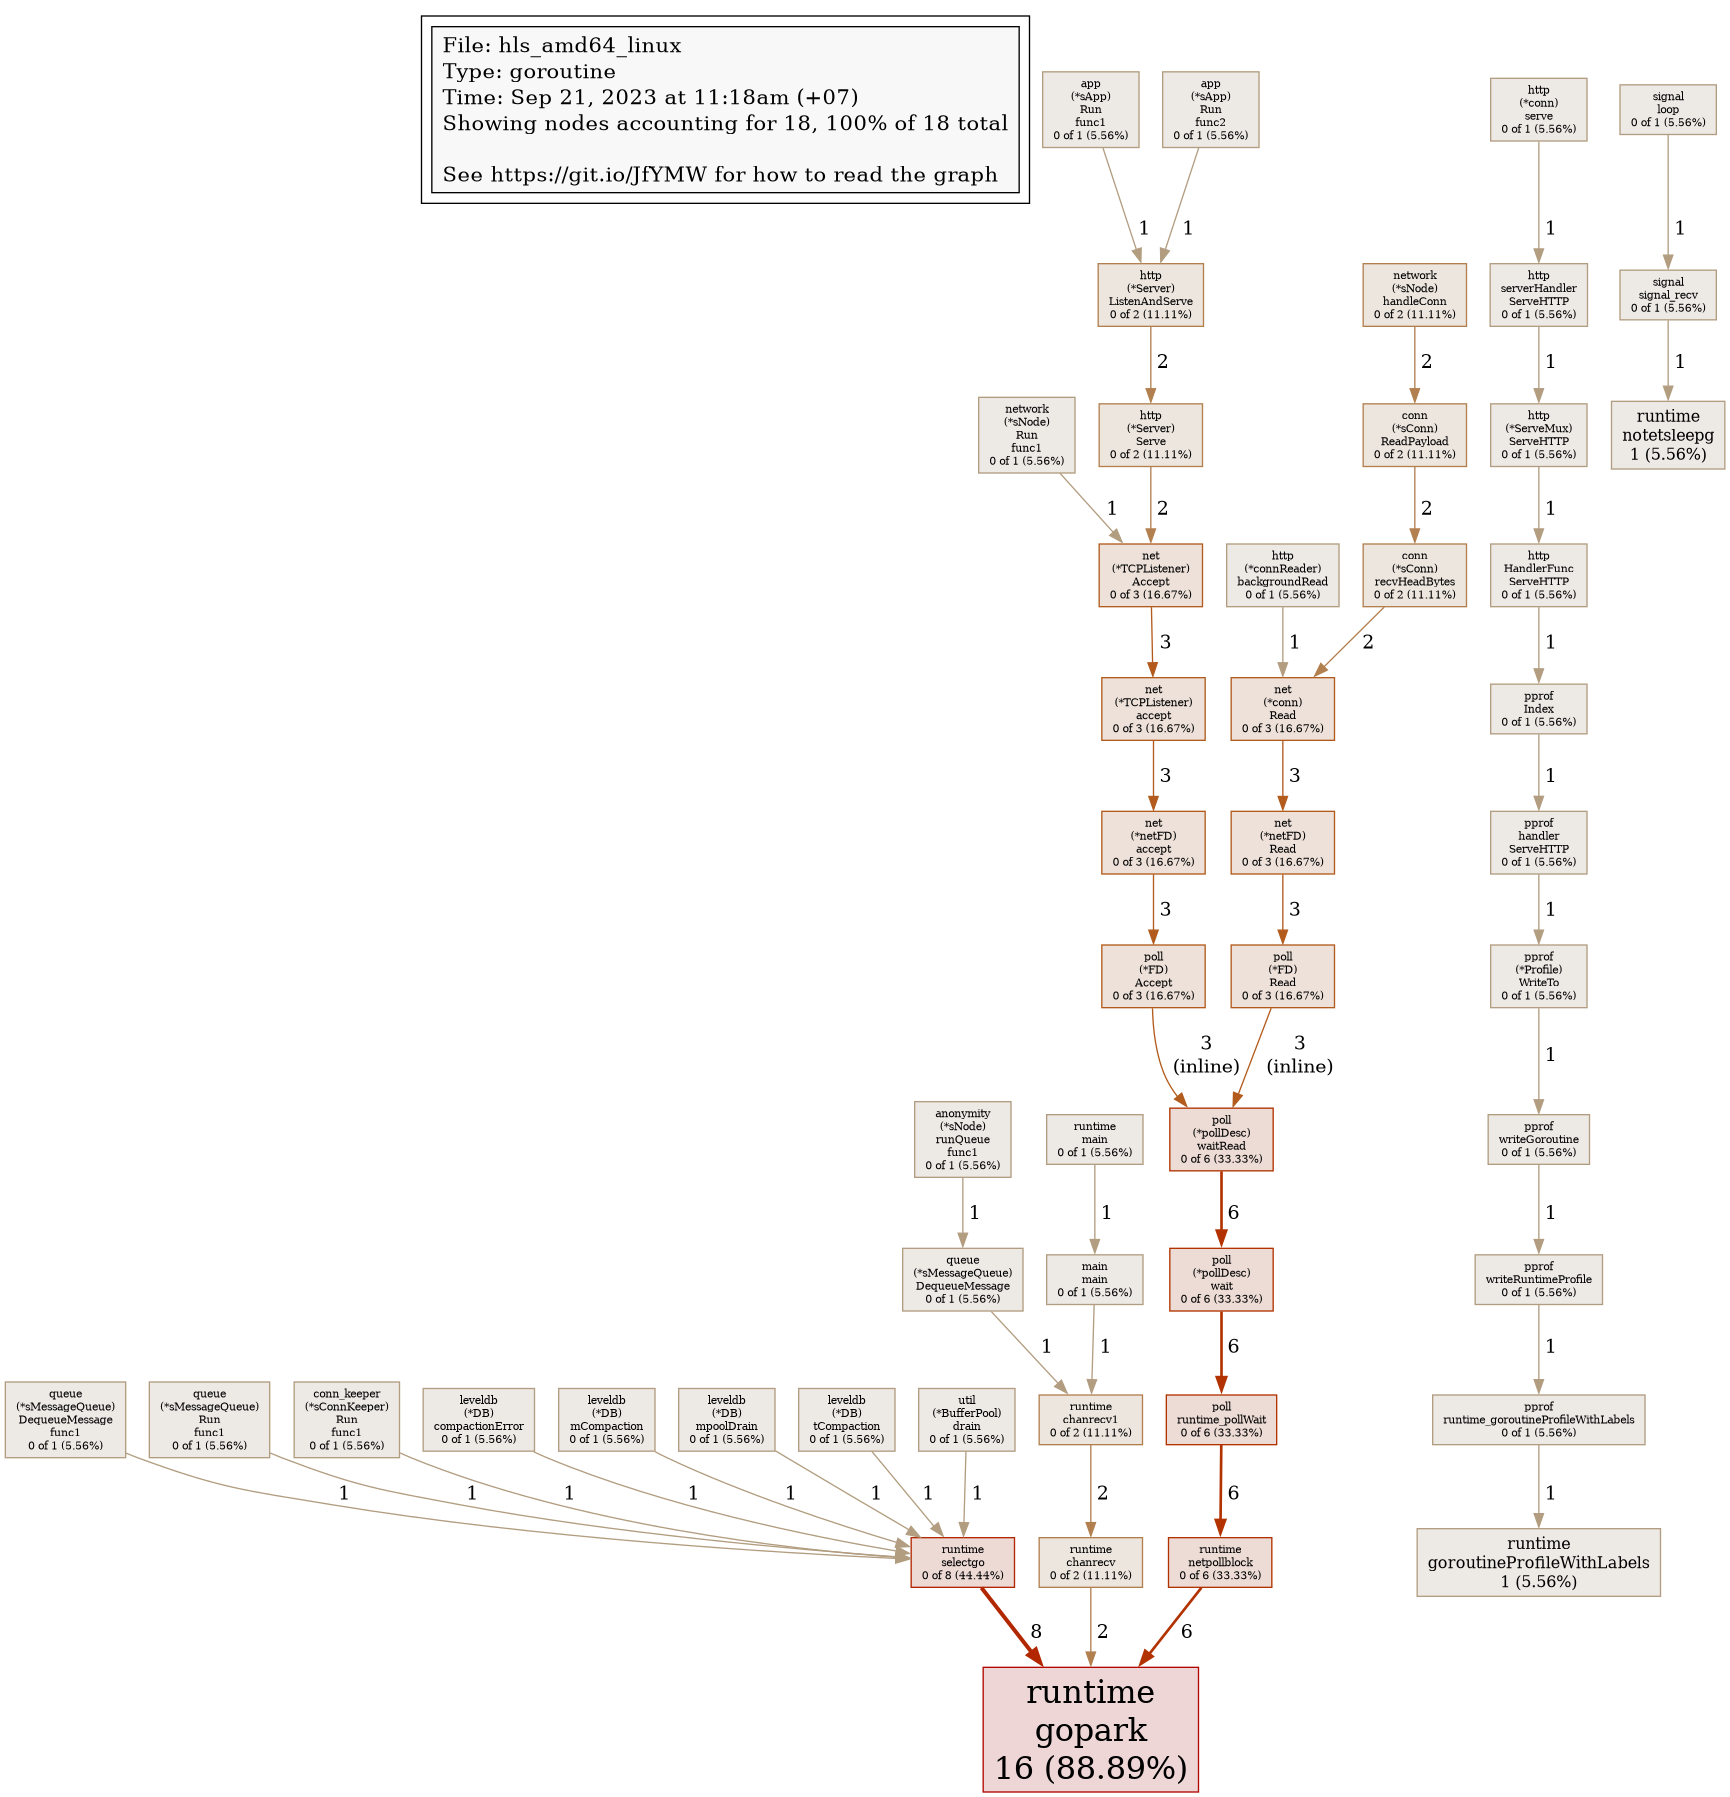 File: hls_amd64_linux
Type: goroutine
Time: Sep 21, 2023 at 11:18am (+07)
Showing nodes accounting for 18, 100% of 18 total
See https://git.io/JfYMW for how to read the graph
app
(*sApp)
Run
func1
0 of 1 (5.56%)
app
(*sApp)
Run
func2
0 of 1 (5.56%)
http
(*conn)
serve
0 of 1 (5.56%)
signal
loop
0 of 1 (5.56%)
1
1
1
1
http
(*Server)
ListenAndServe
0 of 2 (11.11%)
network
(*sNode)
handleConn
0 of 2 (11.11%)
http
serverHandler
ServeHTTP
0 of 1 (5.56%)
signal
signal_recv
0 of 1 (5.56%)
2
2
1
1
network
(*sNode)
Run
func1
0 of 1 (5.56%)
http
(*Server)
Serve
0 of 2 (11.11%)
conn
(*sConn)
ReadPayload
0 of 2 (11.11%)
http
(*ServeMux)
ServeHTTP
0 of 1 (5.56%)
runtime
notetsleepg
1 (5.56%)
1
2
2
1
net
(*TCPListener)
Accept
0 of 3 (16.67%)
http
(*connReader)
backgroundRead
0 of 1 (5.56%)
conn
(*sConn)
recvHeadBytes
0 of 2 (11.11%)
http
HandlerFunc
ServeHTTP
0 of 1 (5.56%)
3
1
2
1
net
(*TCPListener)
accept
0 of 3 (16.67%)
net
(*conn)
Read
0 of 3 (16.67%)
pprof
Index
0 of 1 (5.56%)
3
3
1
net
(*netFD)
accept
0 of 3 (16.67%)
net
(*netFD)
Read
0 of 3 (16.67%)
pprof
handler
ServeHTTP
0 of 1 (5.56%)
3
3
1
poll
(*FD)
Accept
0 of 3 (16.67%)
poll
(*FD)
Read
0 of 3 (16.67%)
pprof
(*Profile)
WriteTo
0 of 1 (5.56%)
3
(inline)
3
(inline)
1
anonymity
(*sNode)
runQueue
func1
0 of 1 (5.56%)
runtime
main
0 of 1 (5.56%)
poll
(*pollDesc)
waitRead
0 of 6 (33.33%)
pprof
writeGoroutine
0 of 1 (5.56%)
1
1
6
1
queue
(*sMessageQueue)
DequeueMessage
0 of 1 (5.56%)
main
main
0 of 1 (5.56%)
poll
(*pollDesc)
wait
0 of 6 (33.33%)
pprof
writeRuntimeProfile
0 of 1 (5.56%)
1
1
6
1
queue
(*sMessageQueue)
DequeueMessage
func1
0 of 1 (5.56%)
queue
(*sMessageQueue)
Run
func1
0 of 1 (5.56%)
conn_keeper
(*sConnKeeper)
Run
func1
0 of 1 (5.56%)
leveldb
(*DB)
compactionError
0 of 1 (5.56%)
leveldb
(*DB)
mCompaction
0 of 1 (5.56%)
leveldb
(*DB)
mpoolDrain
0 of 1 (5.56%)
leveldb
(*DB)
tCompaction
0 of 1 (5.56%)
util
(*BufferPool)
drain
0 of 1 (5.56%)
runtime
chanrecv1
0 of 2 (11.11%)
poll
runtime_pollWait
0 of 6 (33.33%)
pprof
runtime_goroutineProfileWithLabels
0 of 1 (5.56%)
1
1
1
1
1
1
1
1
2
6
1
runtime
selectgo
0 of 8 (44.44%)
runtime
chanrecv
0 of 2 (11.11%)
runtime
netpollblock
0 of 6 (33.33%)
runtime
goroutineProfileWithLabels
1 (5.56%)
8
2
6
runtime
gopark
16 (88.89%)